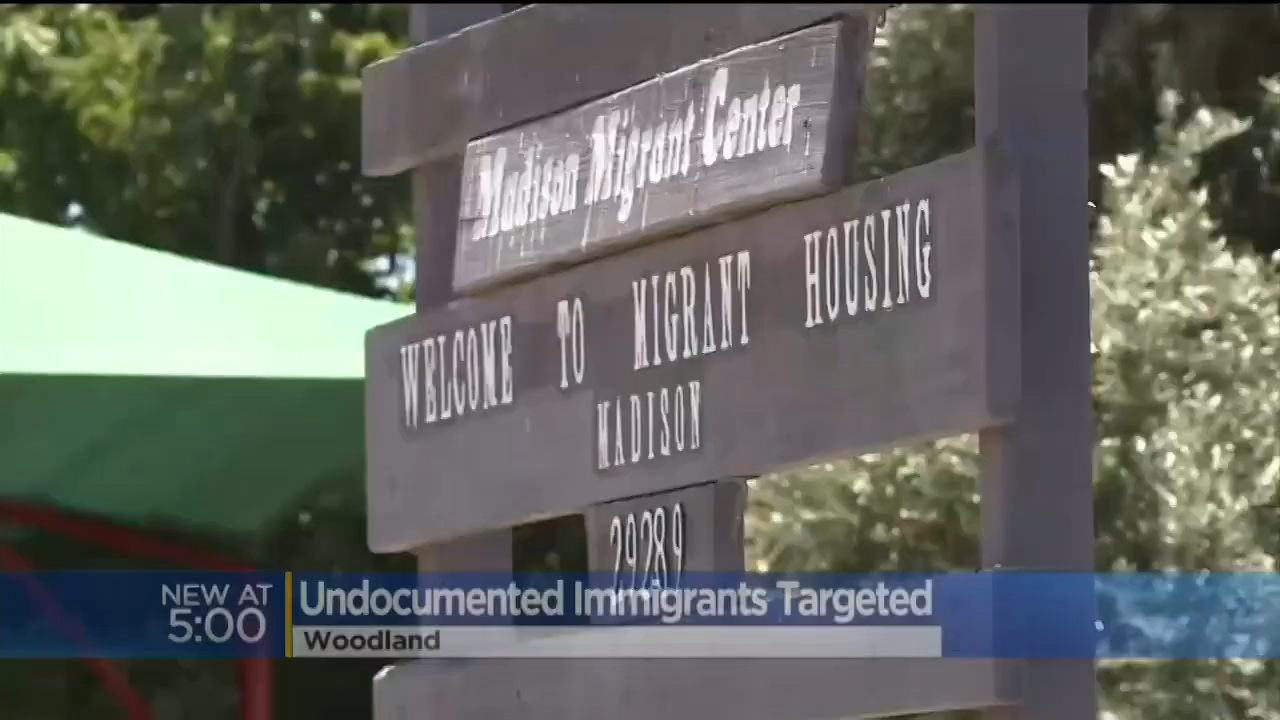 Madison Migrant Center
WELCOME TO MIGRANT HOUSING
MADISON
29289
NEW AT
5:00
Undocumented Immigrants Targeted
Woodland